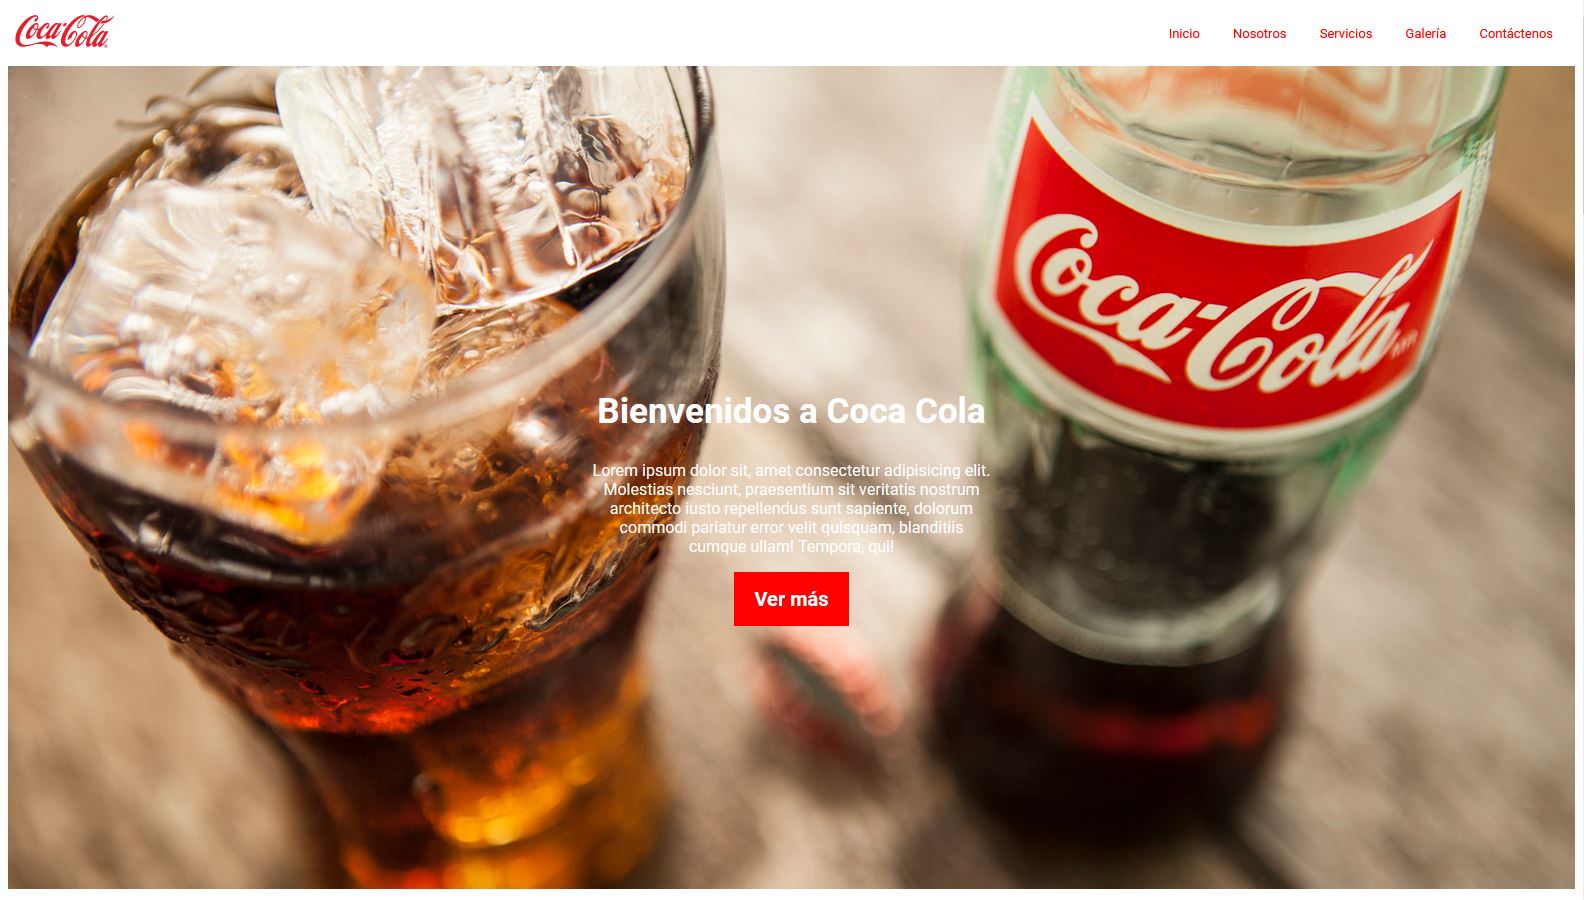 Coca-Cola
Inicio Nosotros Servicios Galería Contáctenos
Coca-Cola
Bienvenidos a Coca Cola
Lorem ipsum dolor sit, amet consectetur adipisicing elit.
Molestias nesciunt, praesentium sit veritatis nostrum
architecto iusto repellendus sunt sapiente, dolorum
commodi pariatur error velit quisquam, blanditiis
cumque ullam! Tempora, qui!
Ver más